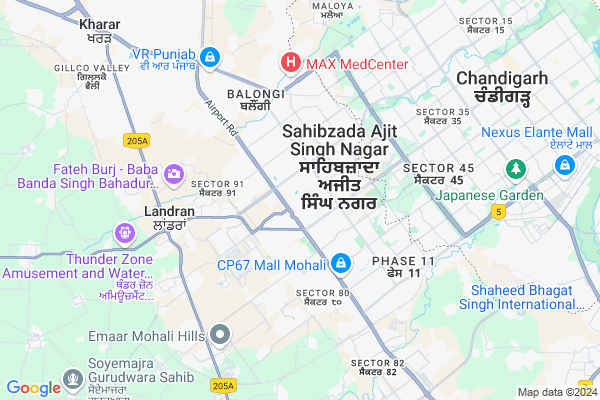 MALOYA
ਮਲੋਆ
SECTOR 15
ਸੈਕਟਰ 15
Kharar
ਖਰੜ
VR Punjab
ਵੀ ਆਰ ਪੰਜਾਬ
MAX MedCenter
GILLCO VALLEY
ਗਿਲਲਕੋ
ਵੈਲੀ
Chandigarh
ਚੰਡੀਗੜ੍ਹ
BALONGI
ਬਲੌਂਗੀ
Airport Rd
SECTOR 35
ਸੈਕਟਰ 35
Sahibzada Ajit
Singh Nagar
ਸਾਹਿਬਜ਼ਾਦਾ
ਅਜੀਤ
ਸਿੰਘ ਨਗਰ
Nexus Elante Mall
ਏਲਾਂਟੇ ਮਾਲ
205A
Fateh Burj - Baba
Banda Singh Bahadur...
SECTOR 45
ਸੈਕਟਰ 45
SECTOR 91
ਸੈਕਟਰ 91
Japanese Garden
5
Landran
ਲਾਂਡਰਾਂ
Thunder Zone
Amusement and Water...
ਥੰਡਰ ਜ਼ੋਨ
ਅਮਿਊਜ਼ਮੈਂਟ...
CP67 Mall Mohali
PHASE 11
ਫੇਸ 11
SECTOR 80
ਸੈਕਟਰ ੮੦
Shaheed Bhagat
Singh International...
Emaar Mohali Hills
SECTOR 82
ਸੈਕਟਰ 82
Soyemajra
Gurudwara Sahib
ਸੋਏਮਾਜਰਾ
ਗੁਰਦੁਆਰਾ ਸਾਹਿਬ
205A
Google
Map data ©2024